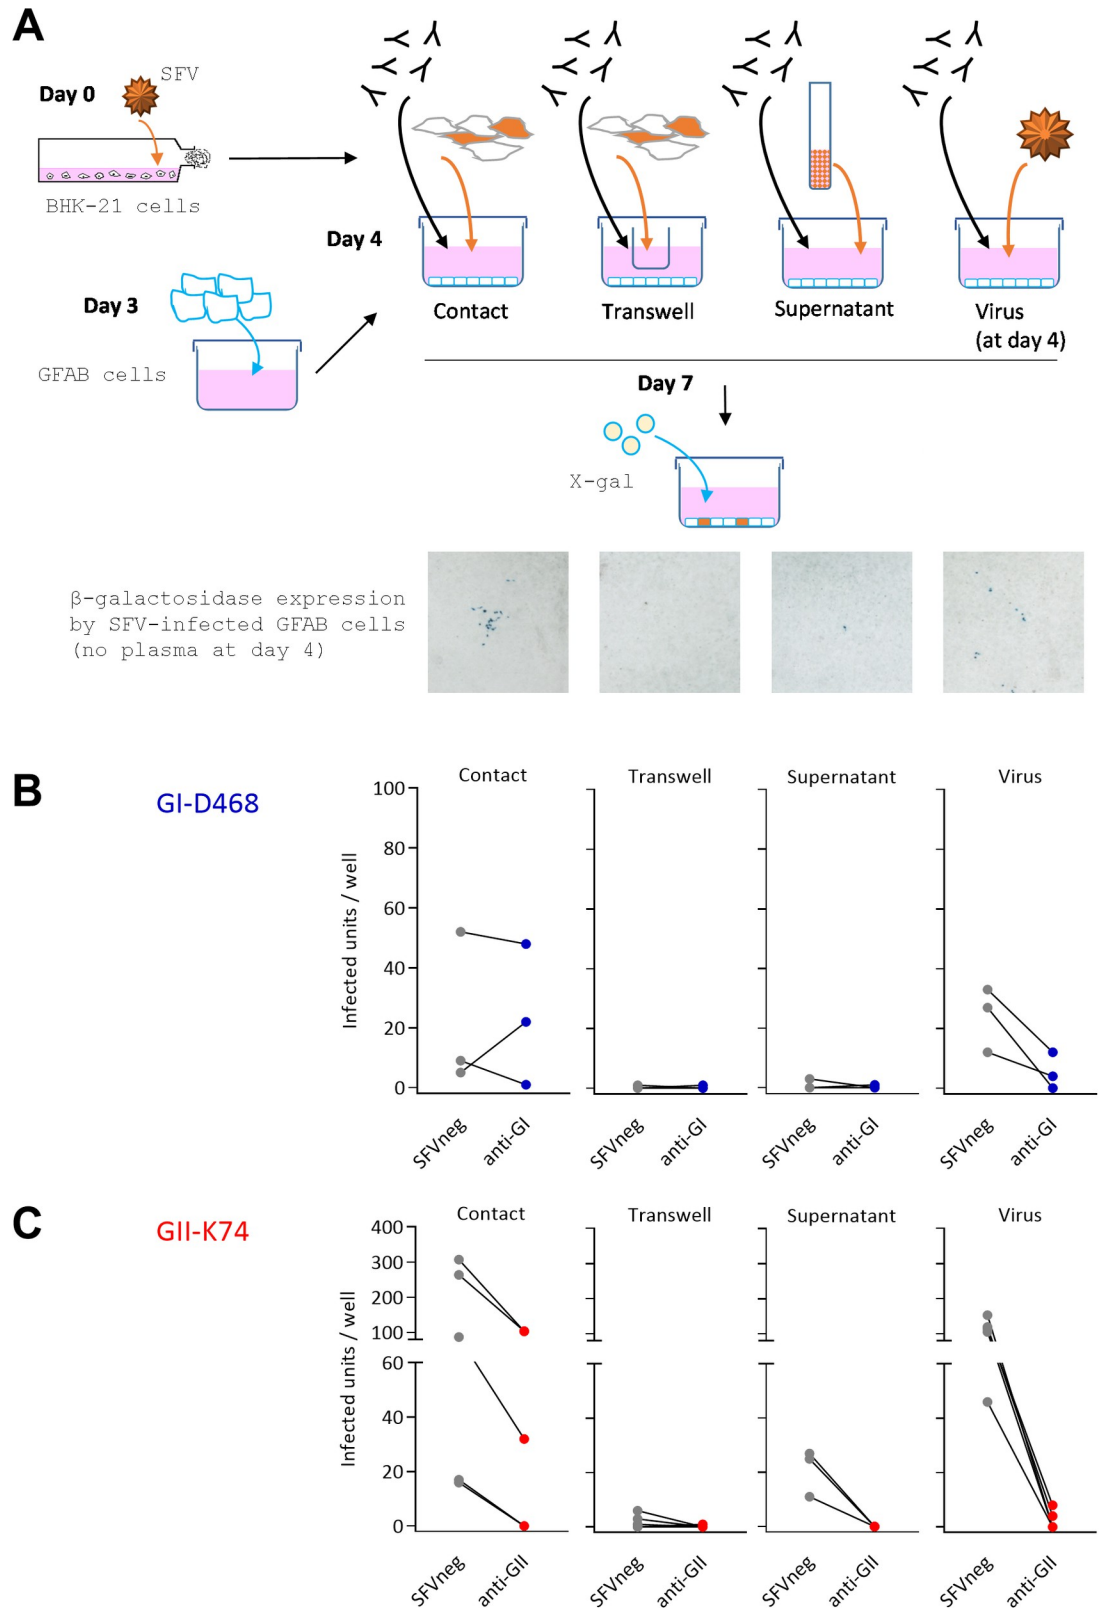 A
SFV
Day 0
BHK-21 cells
Day 4
Day 3
GFAB cells
Contact
Transwell
Supernatant
Virus
(at day 4)
Day 7
X-gal
β-galactosidase expression
by SFV-infected GFAB cells
(no plasma at day 4)
B
GI-D468
Contact
Transwell
Supernatant
Virus
Infected units / well
100
80
60
40
20
0
SFVneg
anti-GI
SFVneg
anti-GI
SFVneg
anti-GI
SFVneg
anti-GI
C
GII-K74
Contact
Transwell
Supernatant
Virus
Infected units / well
400
300
200
100
60
40
20
0
SFVneg
anti-GII
SFVneg
anti-GII
SFVneg
anti-GII
SFVneg
anti-GII